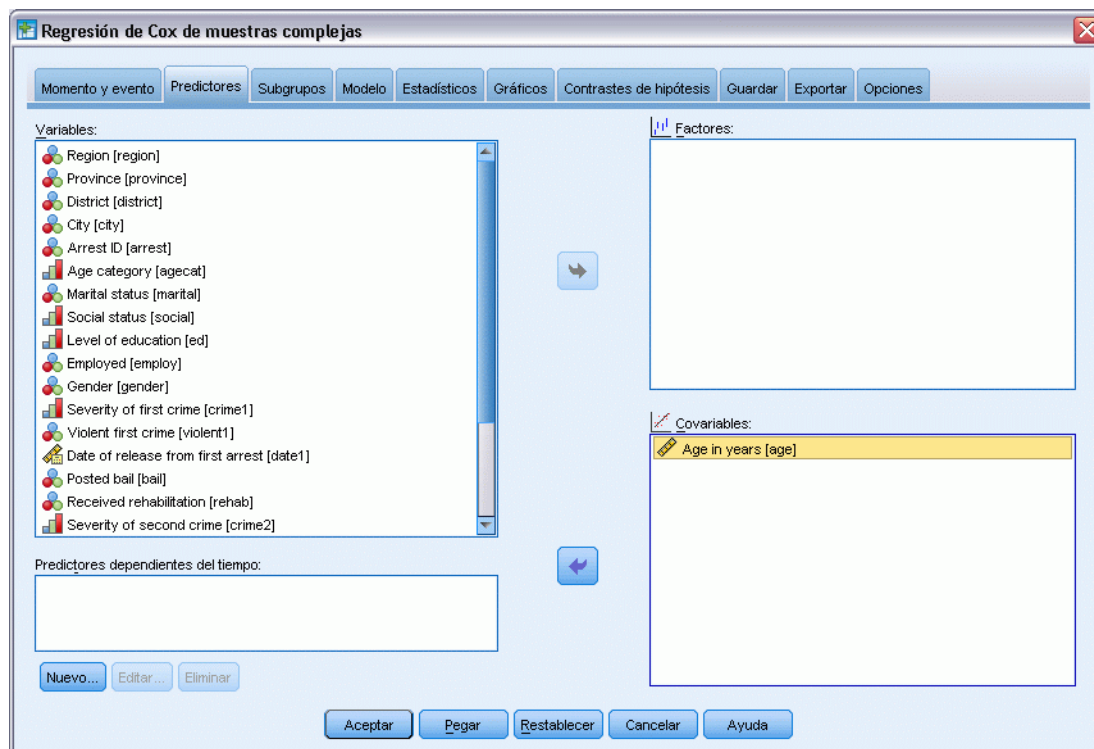 Regresión de Cox de muestras complejas
Momento y evento Predictores Subgrupos Modelo Estadísticos Gráficos Contrastes de hipótesis Guardar Exportar Opciones
Variables:
Region [region]
Province [province]
District [district]
City [city]
Arrest ID [arrest]
Age category [agecat]
Marital status [marital]
Social status [social]
Level of education [ed]
Employed [employ]
Gender [gender]
Severity of first crime [crime1]
Violent first crime [violent1]
Date of release from first arrest [date1]
Posted bail [bail]
Received rehabilitation [rehab]
Severity of second crime [crime2]
Predictores dependientes del tiempo:
Nuevo... Editar... Eliminar
Factores:
Covariables:
Age in years [age]
Aceptar Pegar Restablecer Cancelar Ayuda